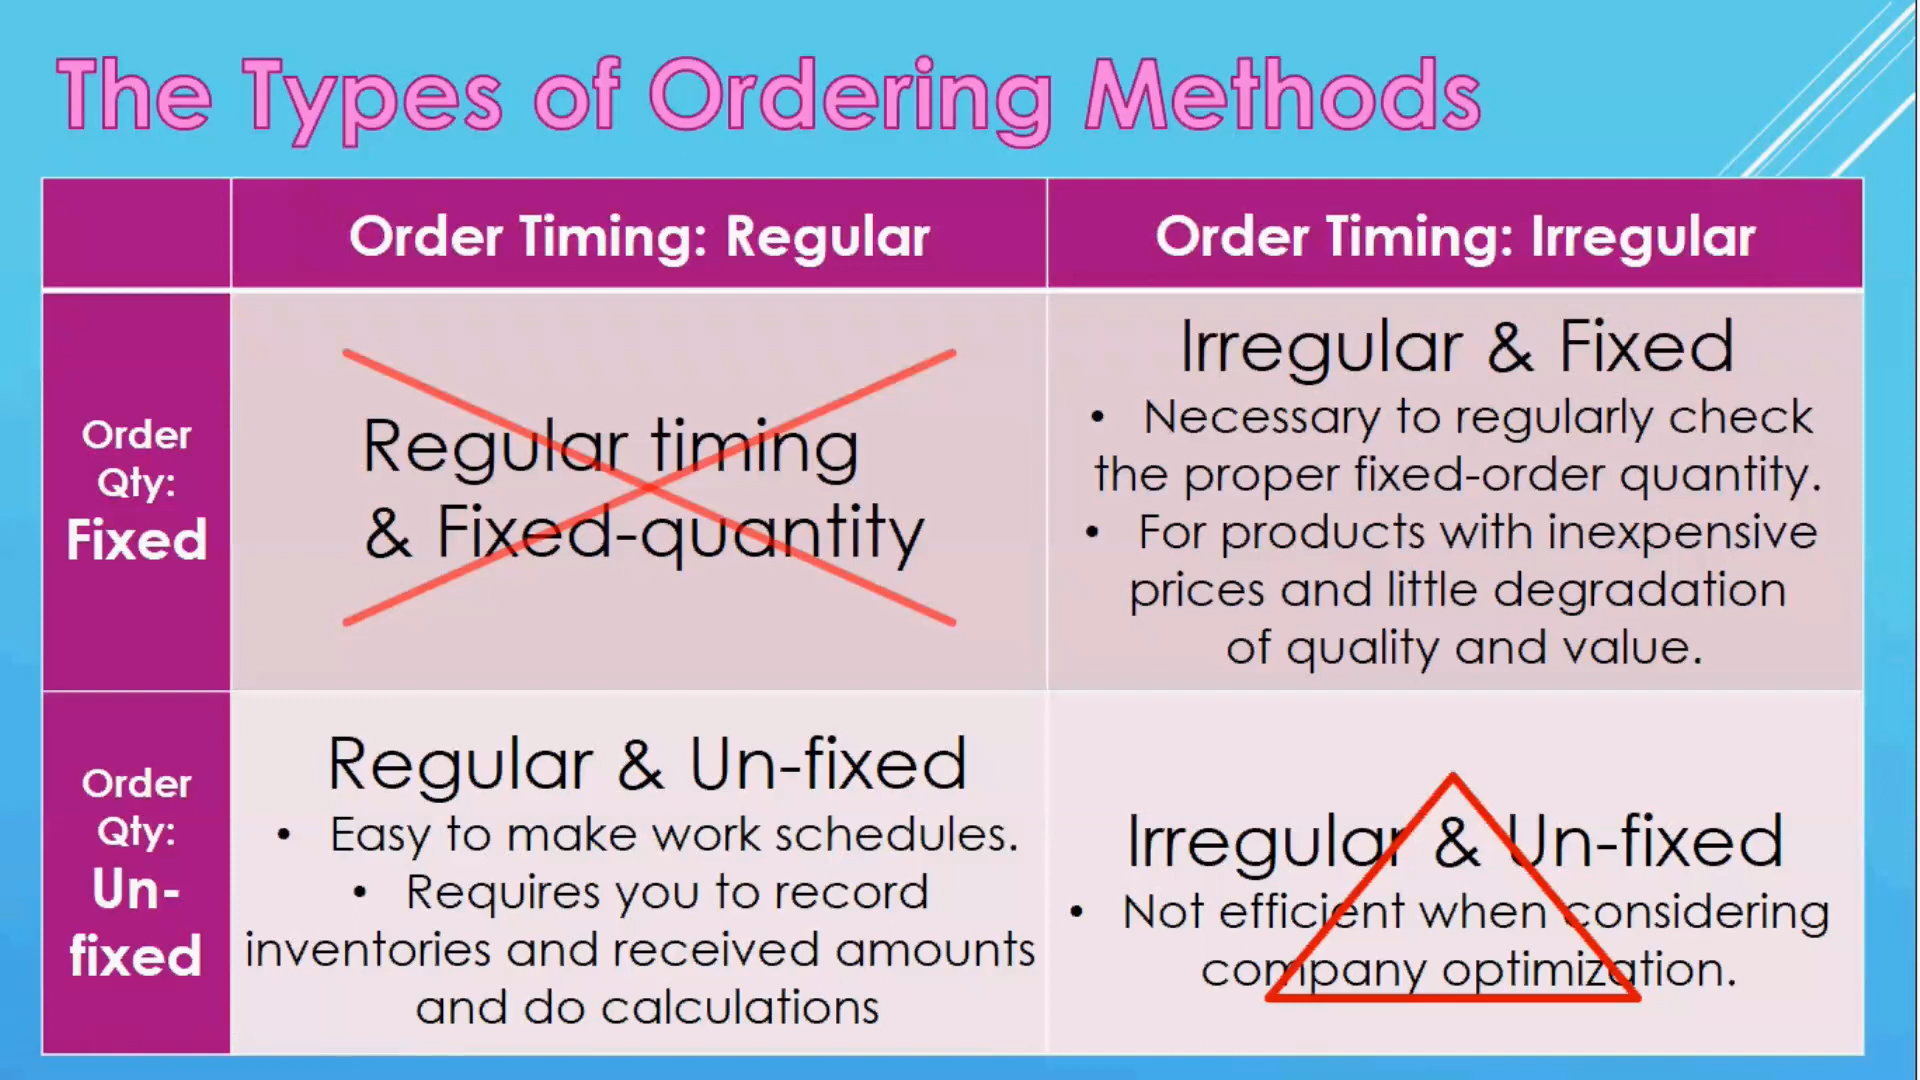 The Types of Ordering Methods
Order Timing: Regular
Order Timing: Irregular
Order
Qty:
Fixed
Regular timing
& Fixed-quantity
Irregular & Fixed
• Necessary to regularly check
the proper fixed-order quantity.
• For products with inexpensive
prices and little degradation
of quality and value.
Order
Qty:
Un-
fixed
Regular & Un-fixed
• Easy to make work schedules.
• Requires you to record
inventories and received amounts
and do calculations
Irregular & Un-fixed
• Not efficient when considering
company optimization.